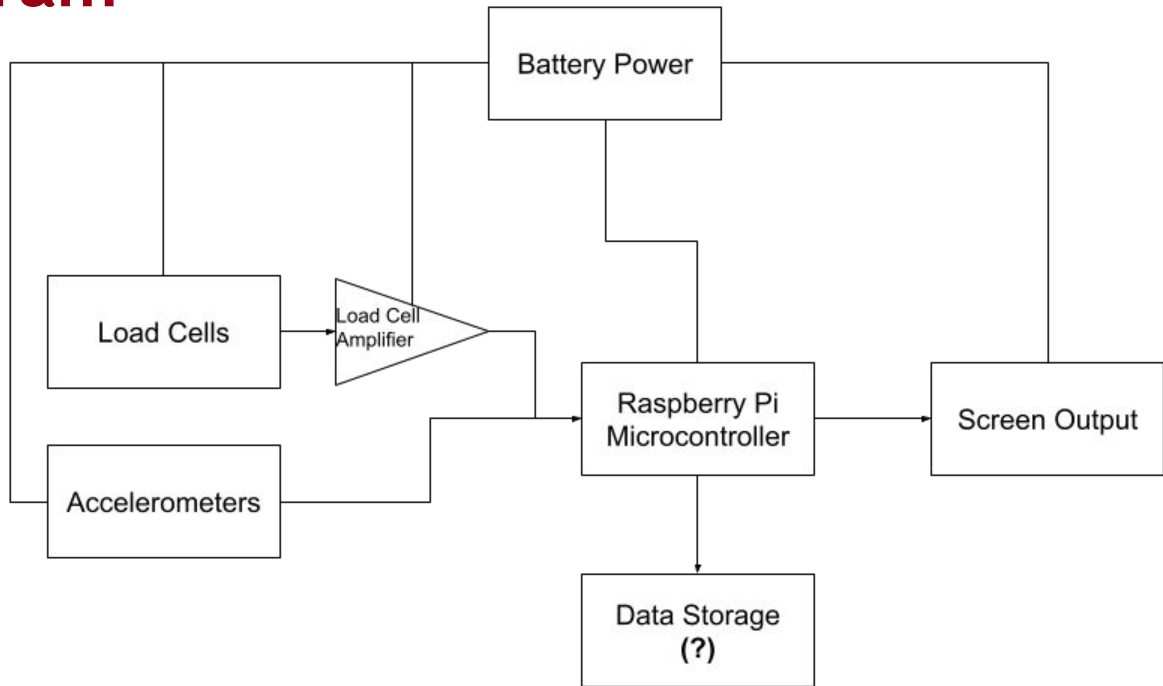 Battery Power
Load Cells
Load Cell
Amplifier
Raspberry Pi
Microcontroller
Screen Output
Accelerometers
Data Storage
(?)